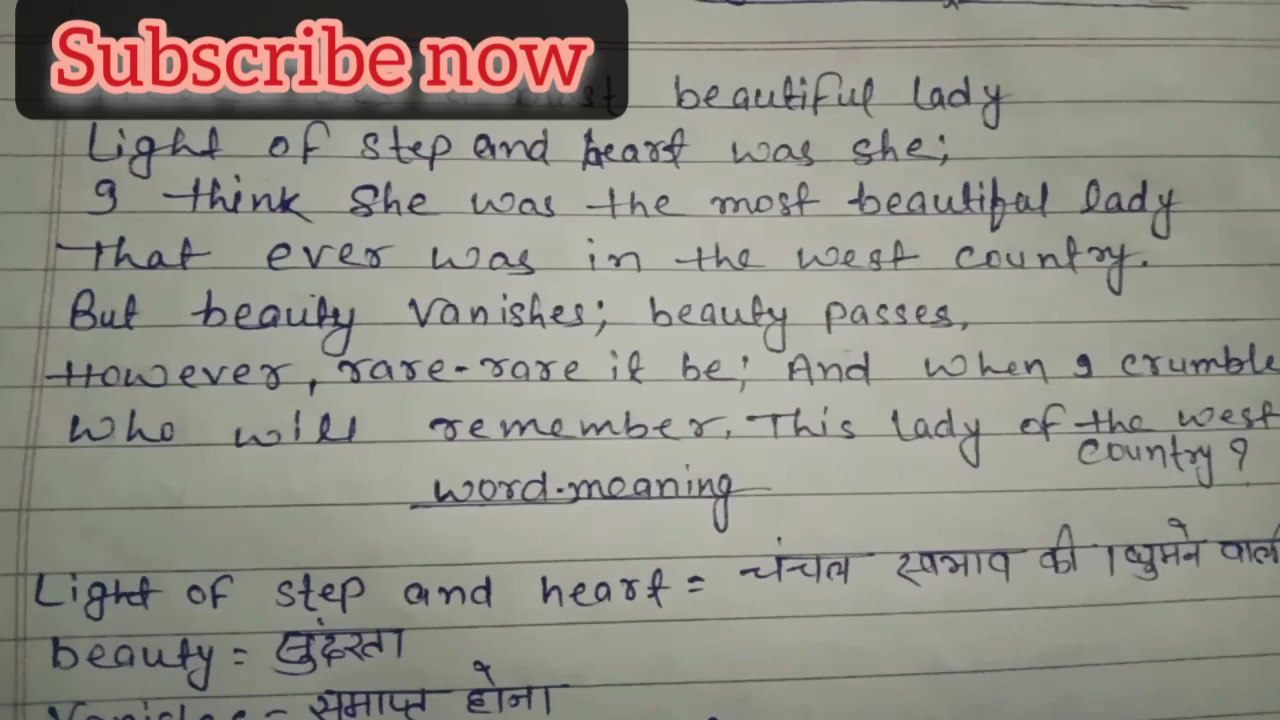 Subscribe now
beautiful lady
Light of step and heart was she;
I think She was the most beautiful lady
That ever was in the west country.
But beauty vanishes; beauty passes,
However, rare-rare it be; And when I crumble
who will remember, This lady of the west
country?
word-meaning
Light of step and heart = चंचल स्वभाव की / घुमने वाली
beauty = सुंदरता
Vanishes - समाप्त होना